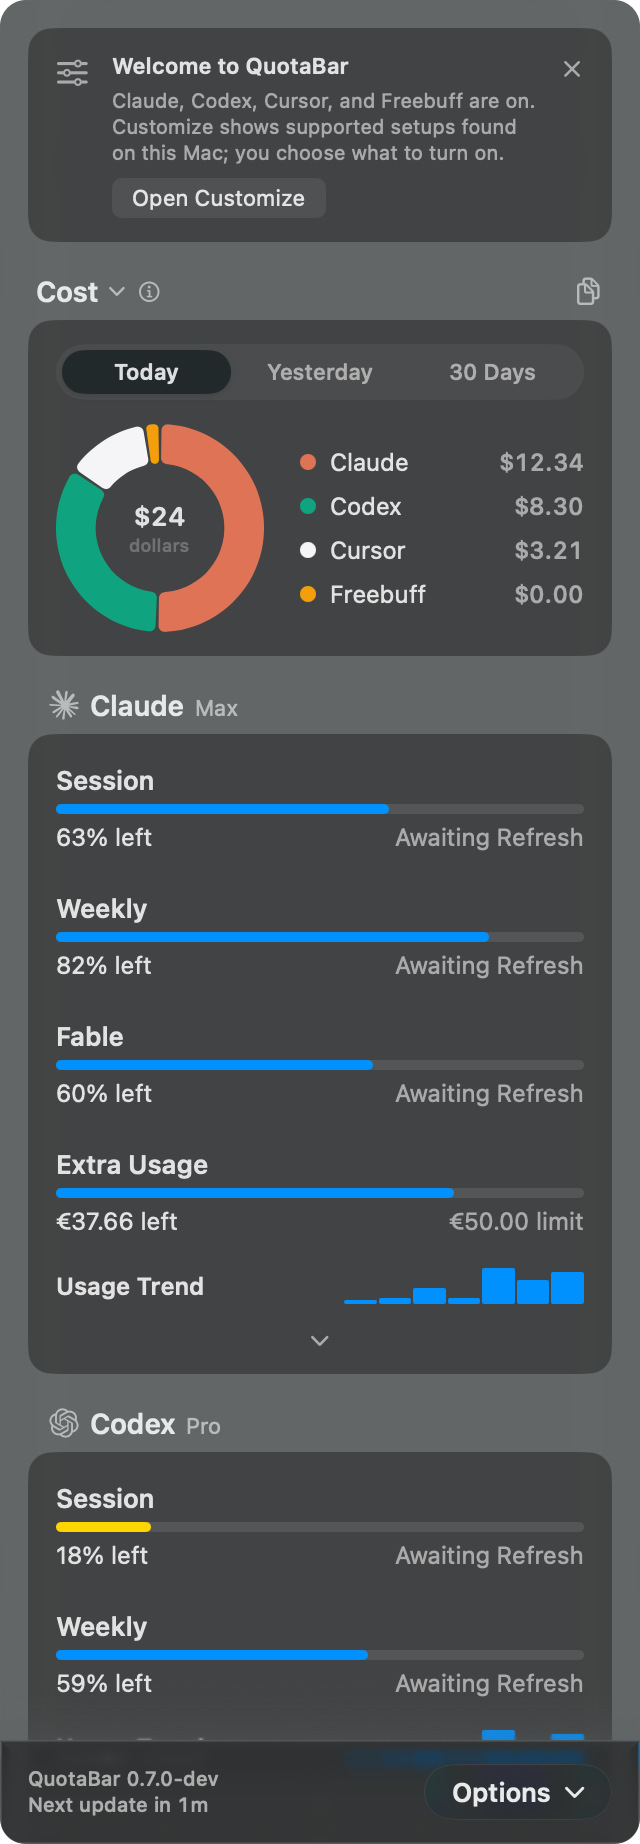 Welcome to QuotaBar
Claude, Codex, Cursor, and Freebuff are on.
Customize shows supported setups found
on this Mac; you choose what to turn on.
Open Customize
Cost
Today Yesterday 30 Days
$24
dollars
Claude $12.34
Codex $8.30
Cursor $3.21
Freebuff $0.00
Claude Max
Session
63% left Awaiting Refresh
Weekly
82% left Awaiting Refresh
Fable
60% left Awaiting Refresh
Extra Usage
€37.66 left €50.00 limit
Usage Trend
Codex Pro
Session
18% left Awaiting Refresh
Weekly
59% left Awaiting Refresh
QuotaBar 0.7.0-dev
Next update in 1m
Options